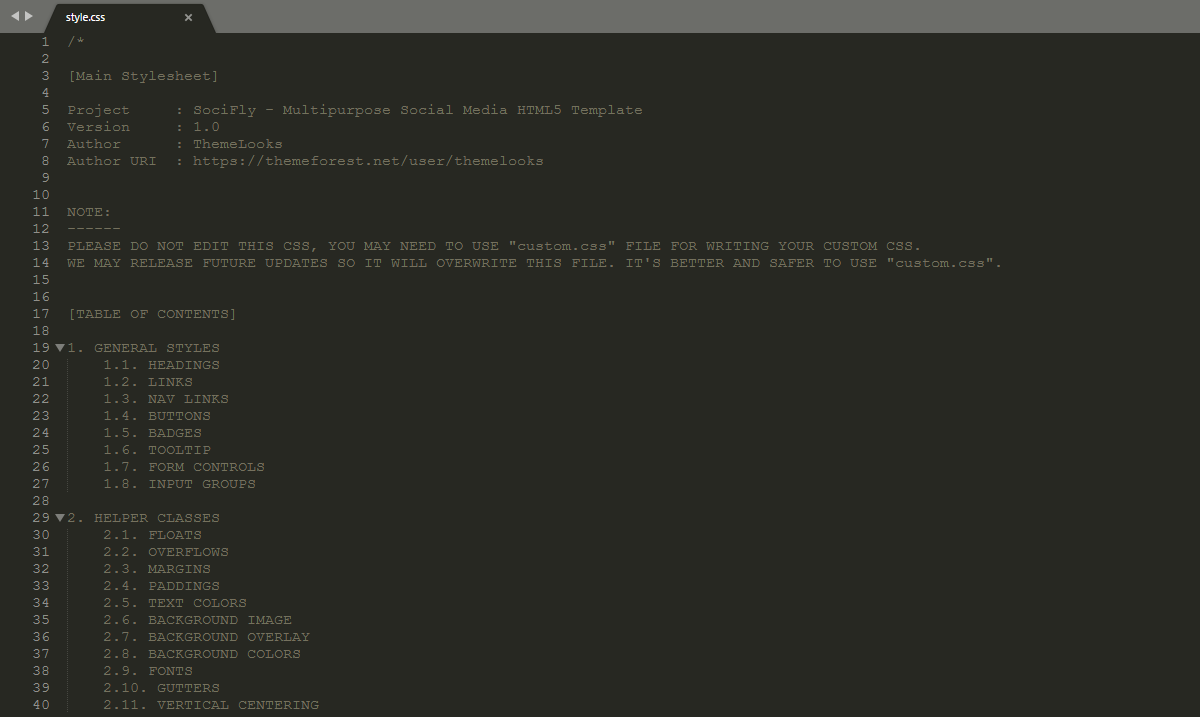 style.css ×
1 /*
2
3 [Main Stylesheet]
4
5 Project : SociFly - Multipurpose Social Media HTML5 Template
6 Version : 1.0
7 Author : ThemeLooks
8 Author URI : https://themeforest.net/user/themelooks
9
10
11 NOTE:
12 ------
13 PLEASE DO NOT EDIT THIS CSS, YOU MAY NEED TO USE "custom.css" FILE FOR WRITING YOUR CUSTOM CSS.
14 WE MAY RELEASE FUTURE UPDATES SO IT WILL OVERWRITE THIS FILE. IT'S BETTER AND SAFER TO USE "custom.css".
15
16
17 [TABLE OF CONTENTS]
18
19 1. GENERAL STYLES
20 1.1. HEADINGS
21 1.2. LINKS
22 1.3. NAV LINKS
23 1.4. BUTTONS
24 1.5. BADGES
25 1.6. TOOLTIP
26 1.7. FORM CONTROLS
27 1.8. INPUT GROUPS
28
29 2. HELPER CLASSES
30 2.1. FLOATS
31 2.2. OVERFLOWS
32 2.3. MARGINS
33 2.4. PADDINGS
34 2.5. TEXT COLORS
35 2.6. BACKGROUND IMAGE
36 2.7. BACKGROUND OVERLAY
37 2.8. BACKGROUND COLORS
38 2.9. FONTS
39 2.10. GUTTERS
40 2.11. VERTICAL CENTERING